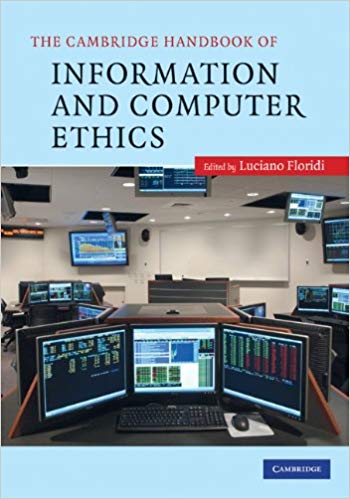 THE CAMBRIDGE HANDBOOK OF
INFORMATION
AND COMPUTER
ETHICS
Edited by Luciano Floridi
CAMBRIDGE